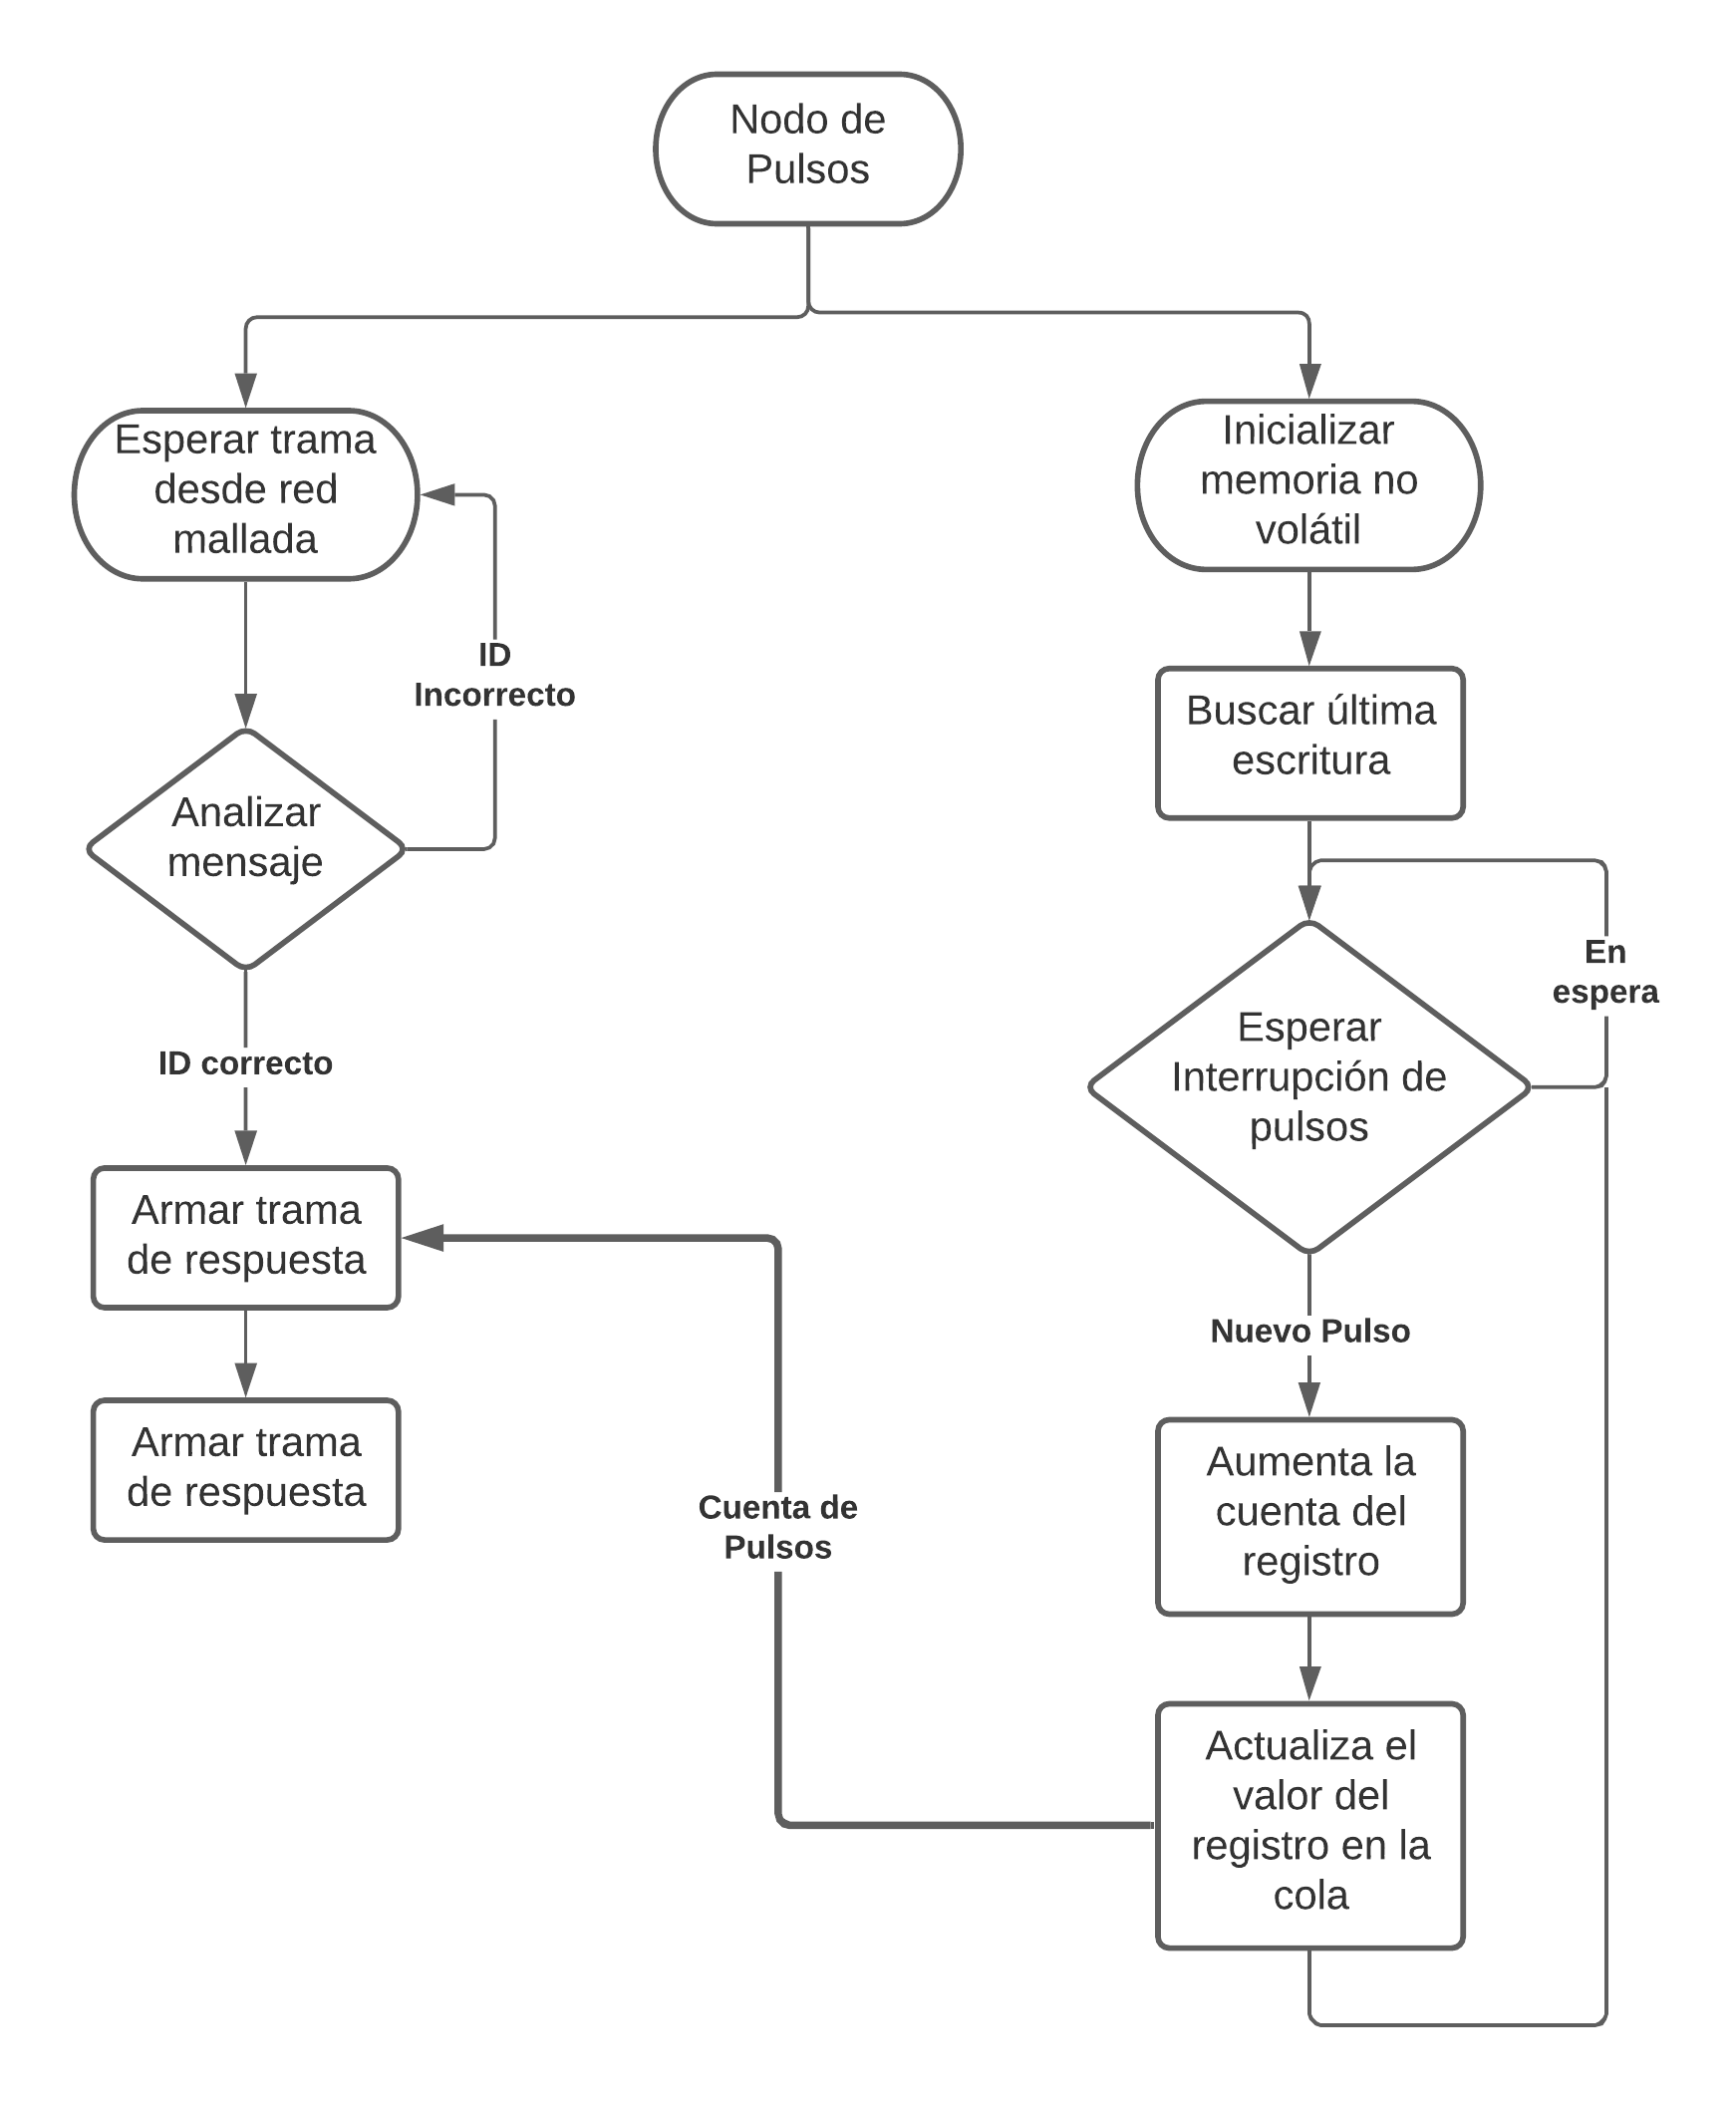 Nodo de
Pulsos
Esperar trama
desde red
mallada
ID
Incorrecto
Analizar
mensaje
ID correcto
Armar trama
de respuesta
Armar trama
de respuesta
Cuenta de
Pulsos
Inicializar
memoria no
volátil
Buscar última
escritura
En
espera
Esperar
Interrupción de
pulsos
Nuevo Pulso
Aumenta la
cuenta del
registro
Actualiza el
valor del
registro en la
cola